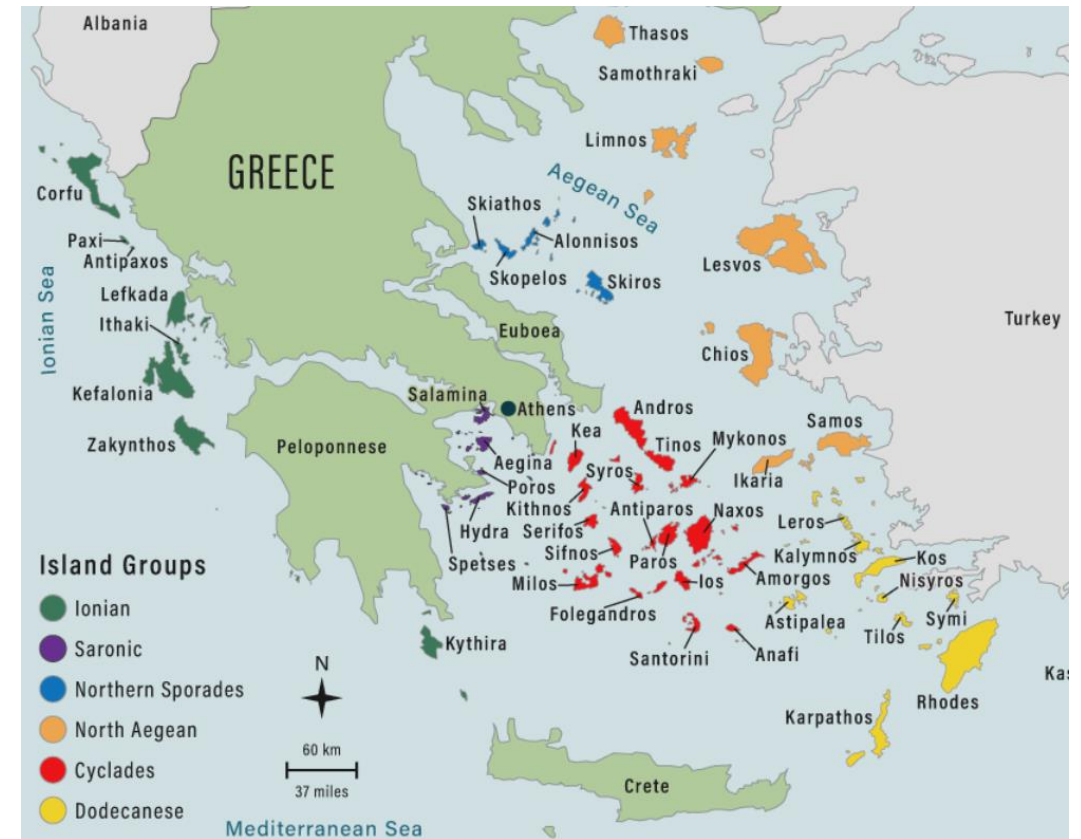 Albania
Thasos
Samothraki
Limnos
GREECE
Aegean Sea
Corfu
Skiathos
Paxi
Alonnisos
Antipaxos
Lesvos
Skopelos
Skiros
Lefkada
Ionian Sea
Ithaki
Turkey
Euboea
Chios
Kefalonia
Salamina
Athens
Andros
Samos
Zakynthos
Peloponnese
Kea
Tinos
Mykonos
Aegina
Syros
Ikaria
Poros
Kithnos
Antiparos
Naxos
Hydra
Leros
Serifos
Sifnos
Kalymnos
Kos
Spetses
Paros
Island Groups
Milos
Ios
Amorgos
Nisyros
Ionian
Folegandros
Astipalea
Symi
Tilos
Saronic
Kythira
Santorini
Anafi
N
Kas
Northern Sporades
Rhodes
North Aegean
Karpathos
60 km
Cyclades
37 miles
Crete
Dodecanese
Mediterranean Sea